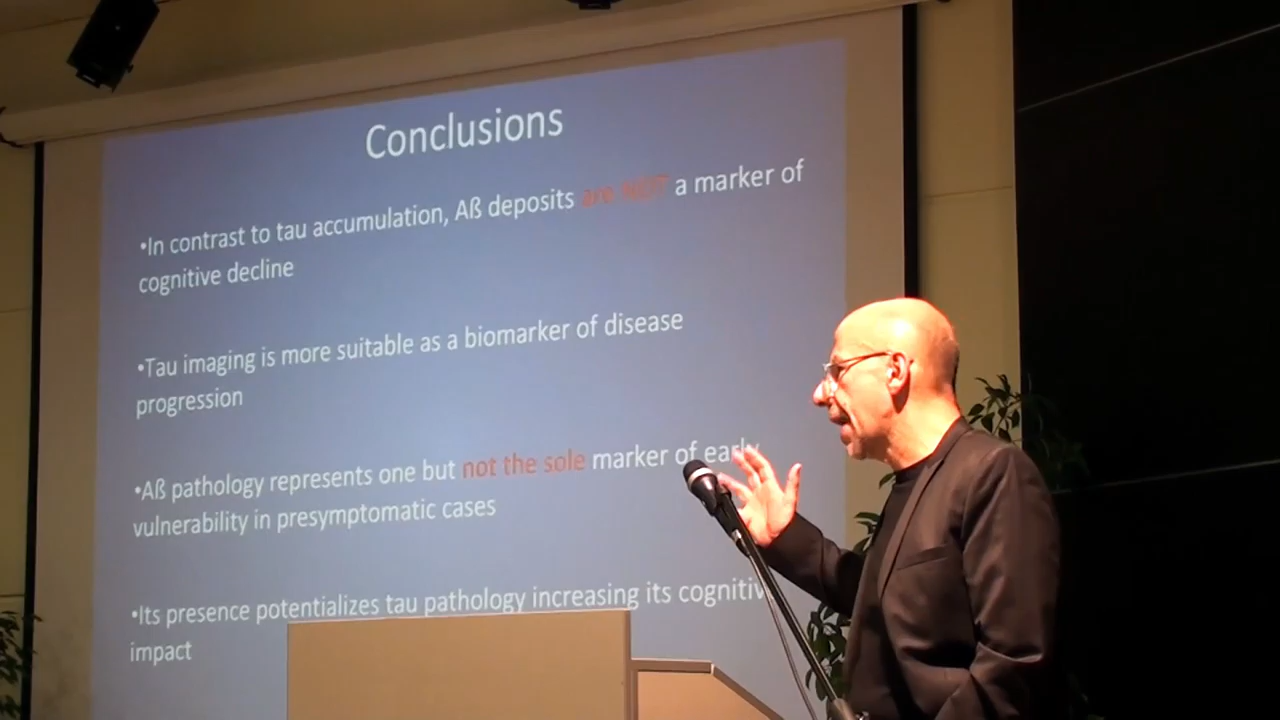 Conclusions
•In contrast to tau accumulation, Aß deposits are NOT a marker of
cognitive decline
•Tau imaging is more suitable as a biomarker of disease
progression
•Aß pathology represents one but not the sole marker of early
vulnerability in presymptomatic cases
•Its presence potentializes tau pathology increasing its cognitive
impact